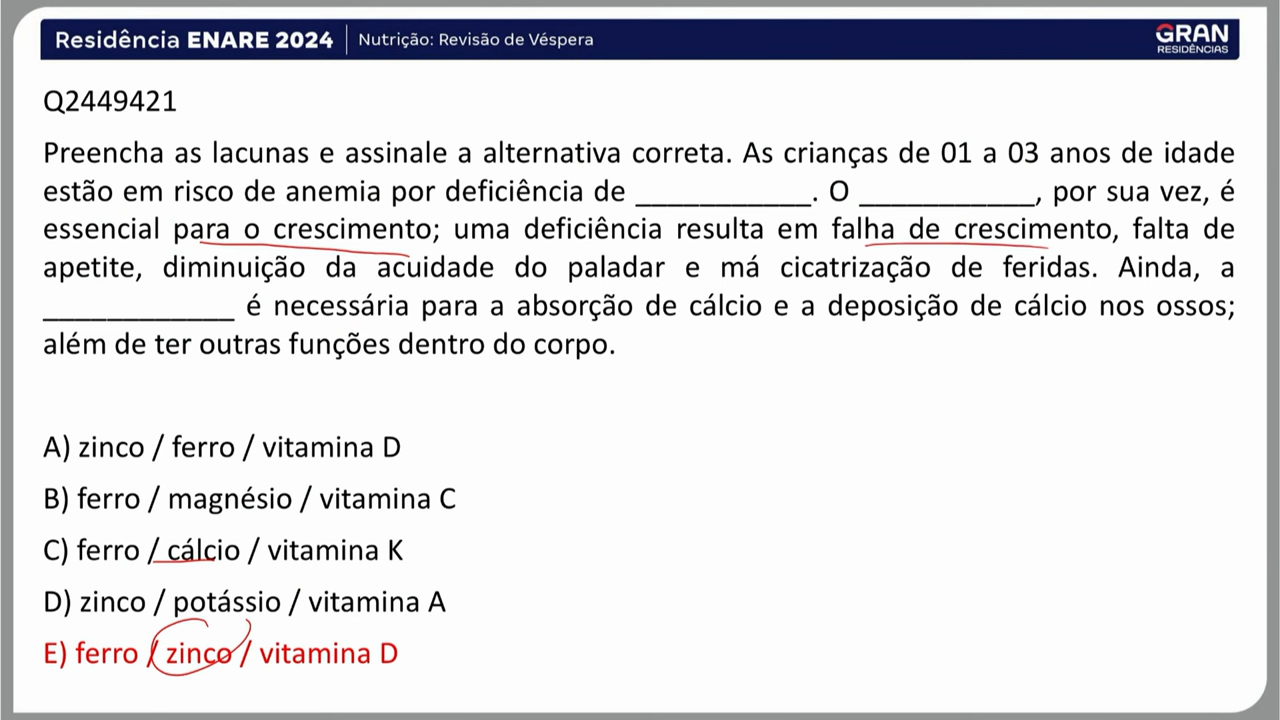 Residência ENARE 2024 | Nutrição: Revisão de Véspera
GRAN
RESIDÊNCIAS
Q2449421
Preencha as lacunas e assinale a alternativa correta. As crianças de 01 a 03 anos de idade
estão em risco de anemia por deficiência de ___________. O ___________, por sua vez, é
essencial para o crescimento; uma deficiência resulta em falha de crescimento, falta de
apetite, diminuição da acuidade do paladar e má cicatrização de feridas. Ainda, a
____________ é necessária para a absorção de cálcio e a deposição de cálcio nos ossos;
além de ter outras funções dentro do corpo.
A) zinco / ferro / vitamina D
B) ferro / magnésio / vitamina C
C) ferro / cálcio / vitamina K
D) zinco / potássio / vitamina A
E) ferro / zinco / vitamina D